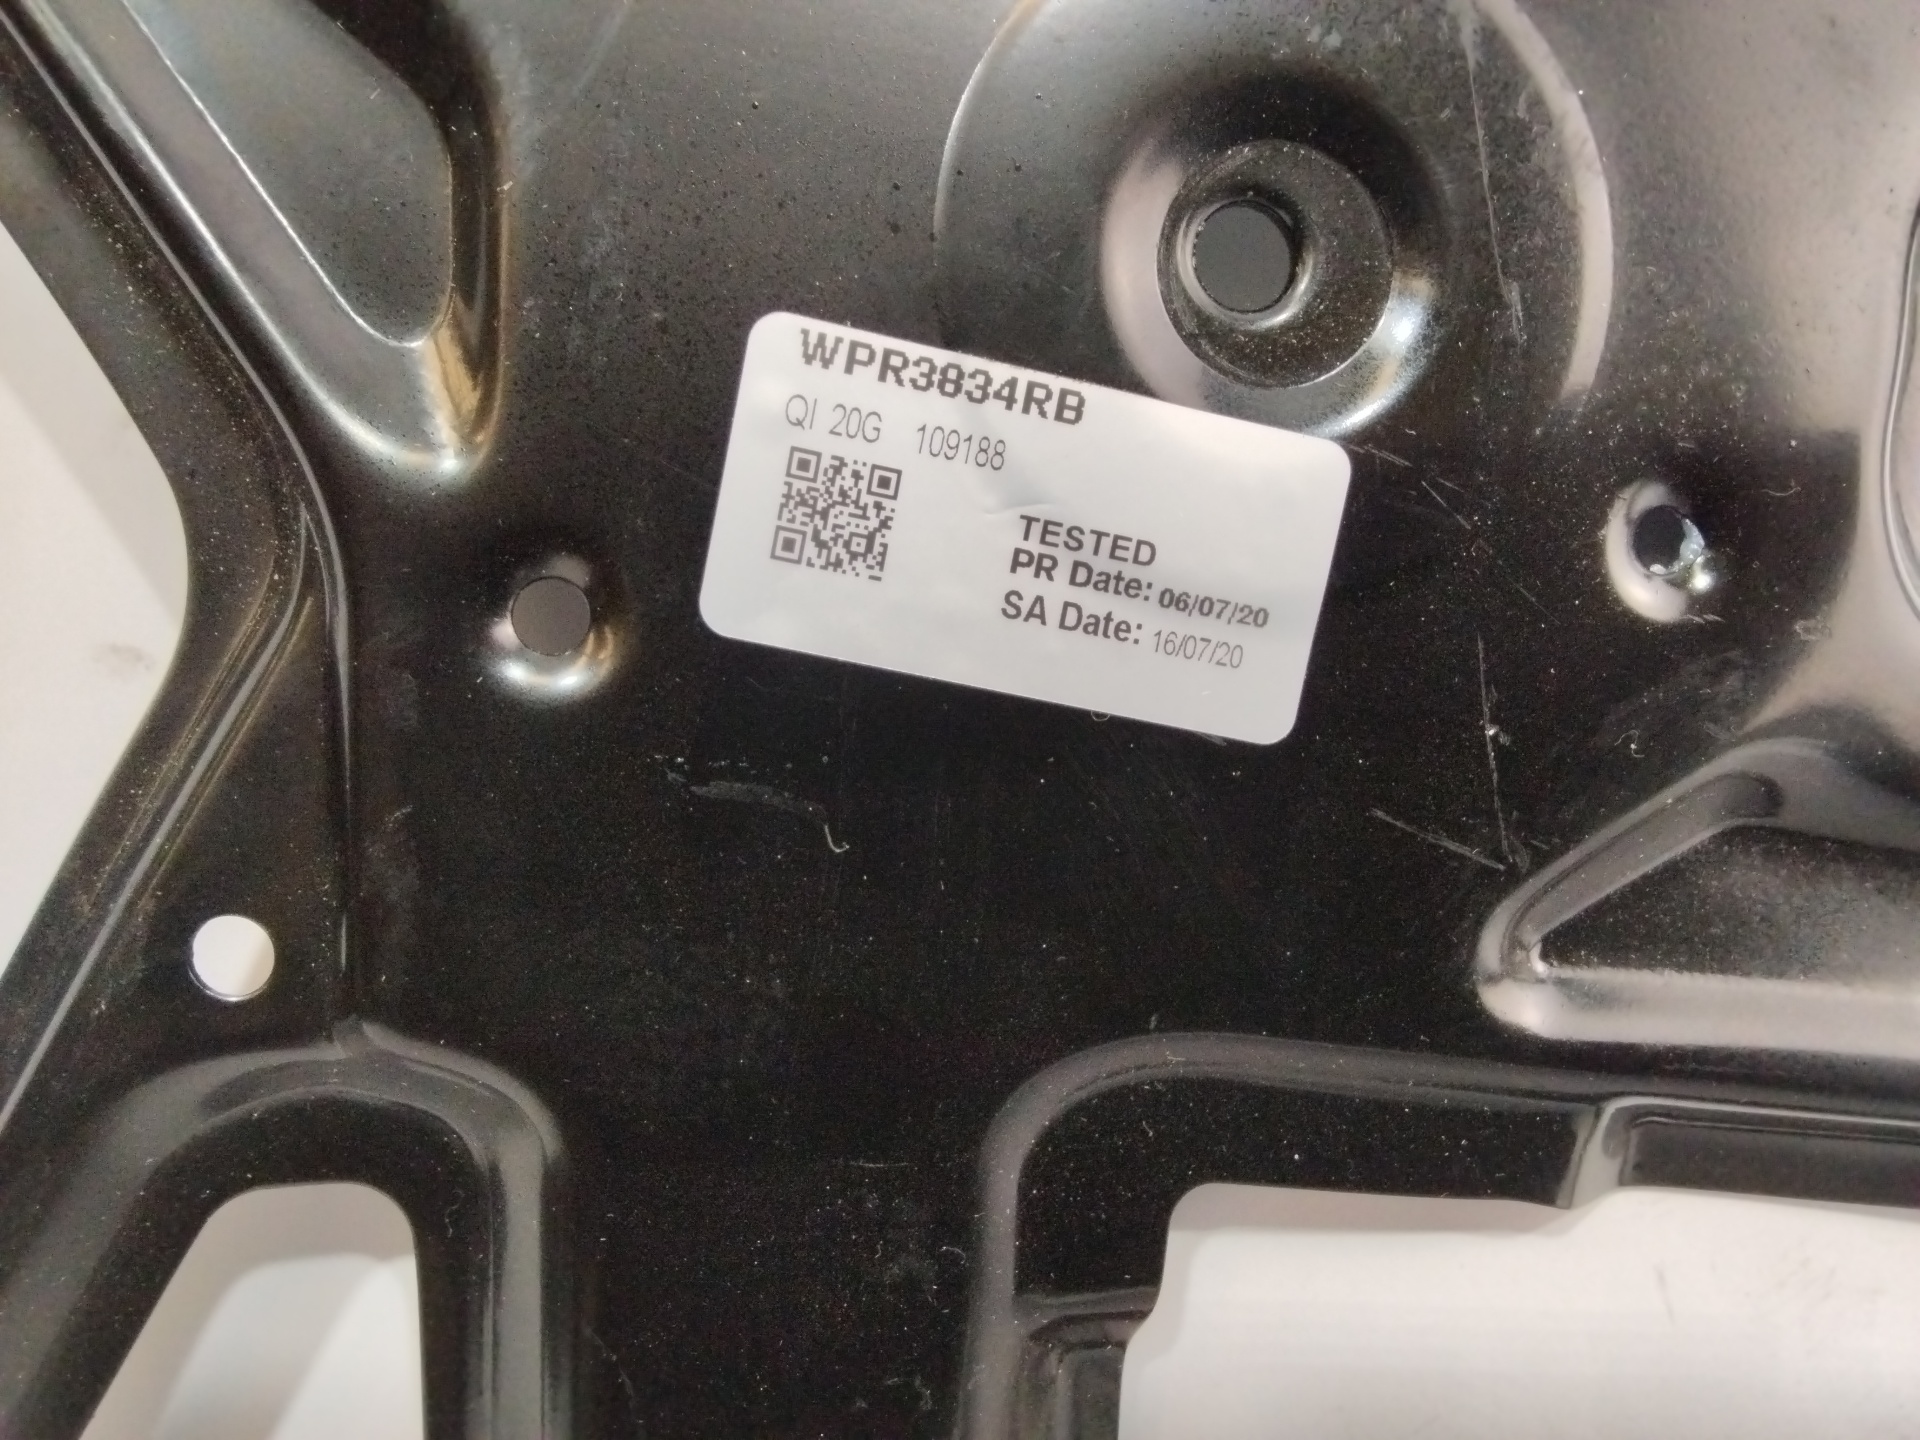 WPR3834RB
QI 20G 109188
TESTED
PR Date: 06/07/20
SA Date: 16/07/20